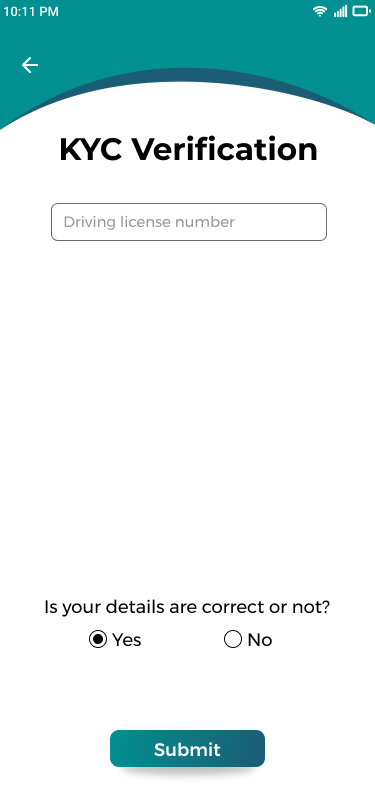 10:11 PM
KYC Verification
Driving license number
Is your details are correct or not?
Yes
No
Submit